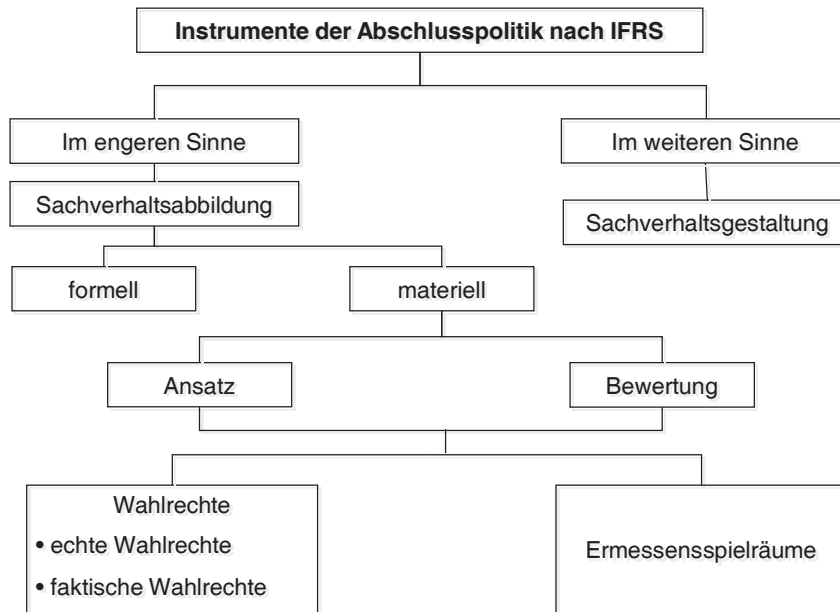 Instrumente der Abschlusspolitik nach IFRS
Im engeren Sinne
Im weiteren Sinne
Sachverhaltsabbildung
Sachverhaltsgestaltung
formell
materiell
Ansatz
Bewertung
Wahlrechte
• echte Wahlrechte
• faktische Wahlrechte
Ermessensspielräume